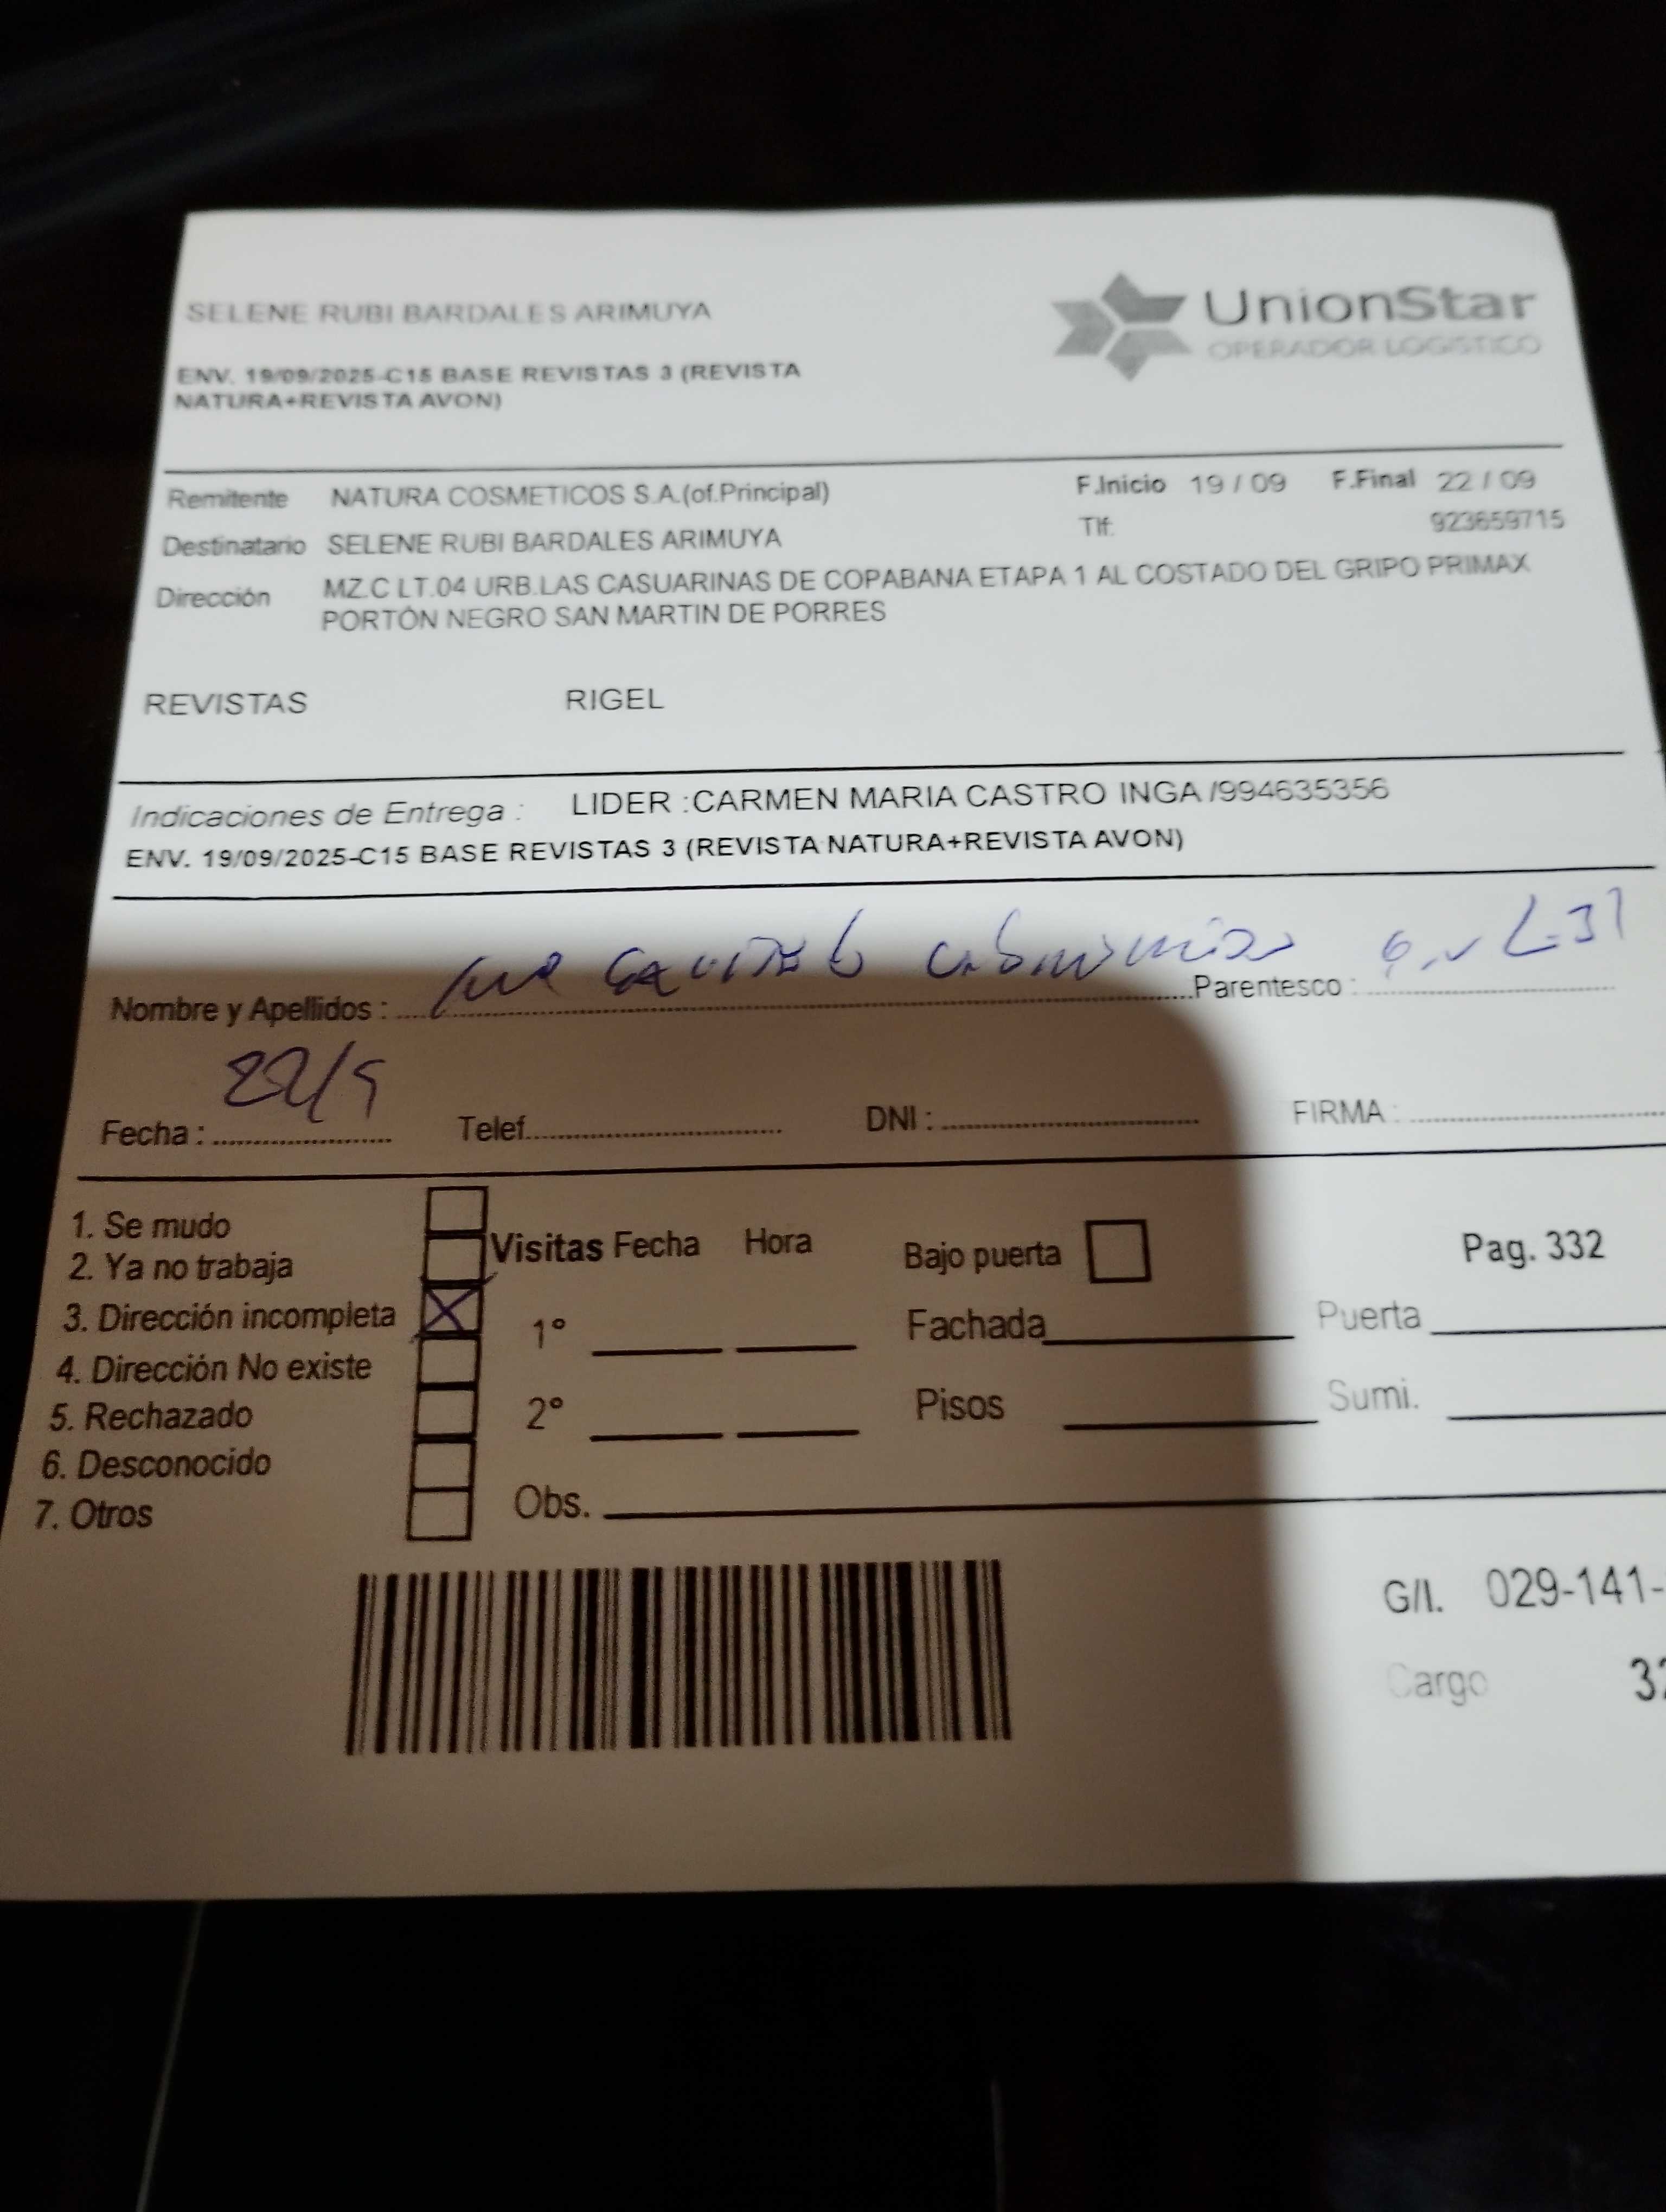 SELENE RUBI BARDALES ARIMUYA
UnionStar
OPERADOR LOGISTICO
ENV. 19/09/2025-C15 BASE REVISTAS 3 (REVISTA
NATURA+REVISTA AVON)
Remitente NATURA COSMETICOS S.A.(of.Principal) F.Inicio 19 / 09 F.Final 22 / 09
Destinatario SELENE RUBI BARDALES ARIMUYA Tlf: 923659715
Dirección MZ.C LT.04 URB.LAS CASUARINAS DE COPABANA ETAPA 1 AL COSTADO DEL GRIPO PRIMAX
PORTÓN NEGRO SAN MARTIN DE PORRES
REVISTAS RIGEL
Indicaciones de Entrega : LIDER :CARMEN MARIA CASTRO INGA /994635356
ENV. 19/09/2025-C15 BASE REVISTAS 3 (REVISTA NATURA+REVISTA AVON)
Nombre y Apellidos : Parentesco :
Fecha : 22/9 Telef. DNI : FIRMA :
1. Se mudo
2. Ya no trabaja Visitas Fecha Hora Bajo puerta Pag. 332
3. Dirección incompleta 1° Fachada Puerta
4. Dirección No existe
5. Rechazado 2° Pisos Sumi.
6. Desconocido
7. Otros Obs.
G/I. 029-141-
Cargo 32